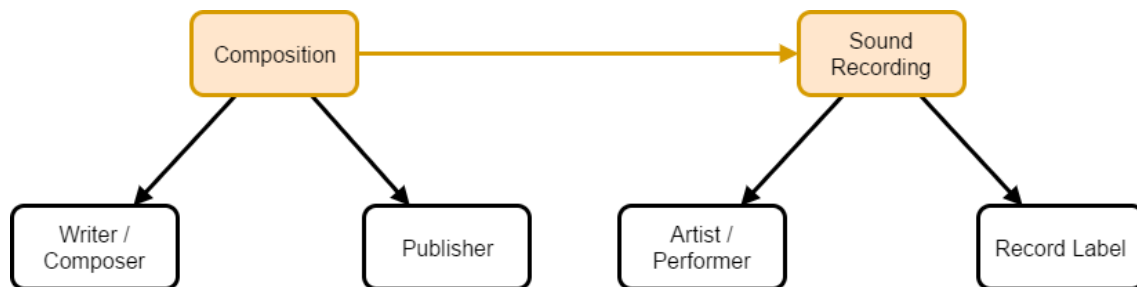 Composition
Sound
Recording
Writer /
Composer
Publisher
Artist /
Performer
Record Label